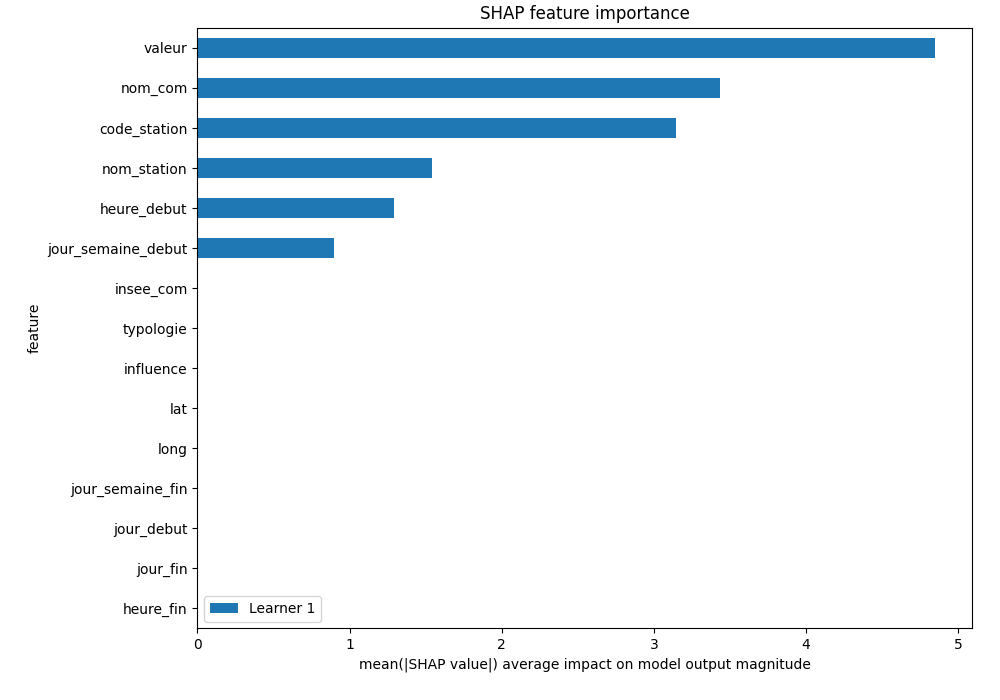 SHAP feature importance
valeur
nom_com
code_station
nom_station
heure_debut
jour_semaine_debut
insee_com
typologie
influence
lat
long
jour_semaine_fin
jour_debut
jour_fin
heure_fin
feature
Learner 1
0 1 2 3 4 5
mean(|SHAP value|) average impact on model output magnitude